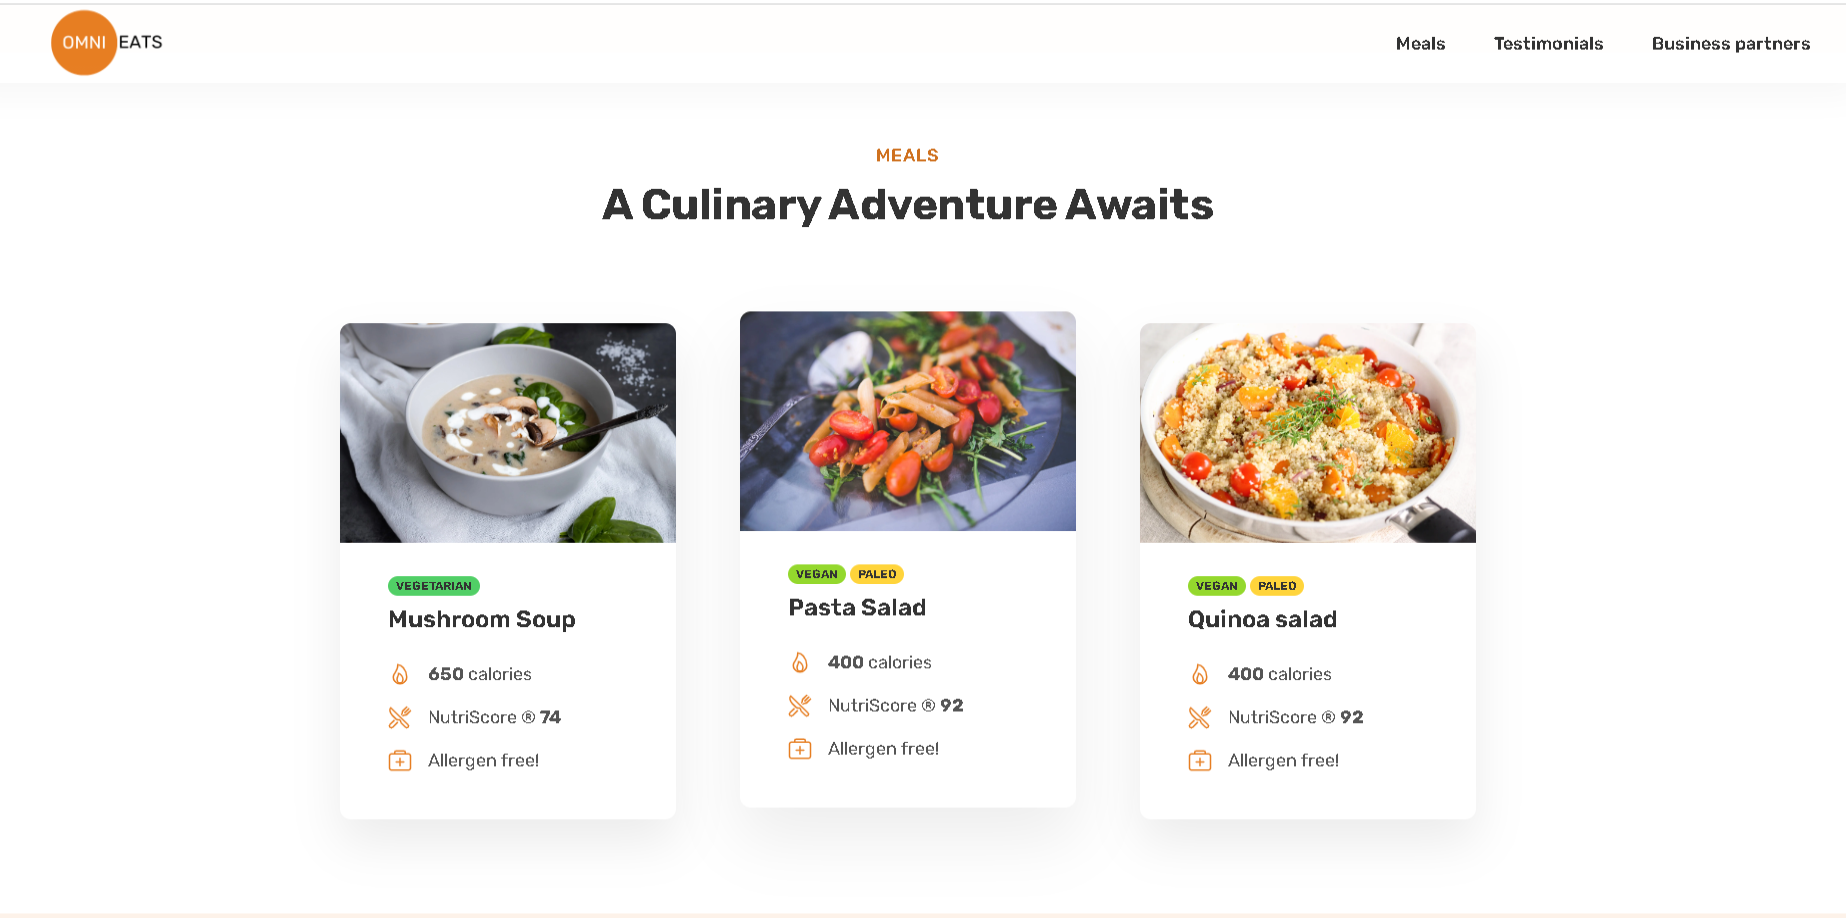 OMNI EATS
Meals Testimonials Business partners
MEALS
A Culinary Adventure Awaits
VEGETARIAN
Mushroom Soup
650 calories
NutriScore ® 74
Allergen free!
VEGAN PALEO
Pasta Salad
400 calories
NutriScore ® 92
Allergen free!
VEGAN PALEO
Quinoa salad
400 calories
NutriScore ® 92
Allergen free!